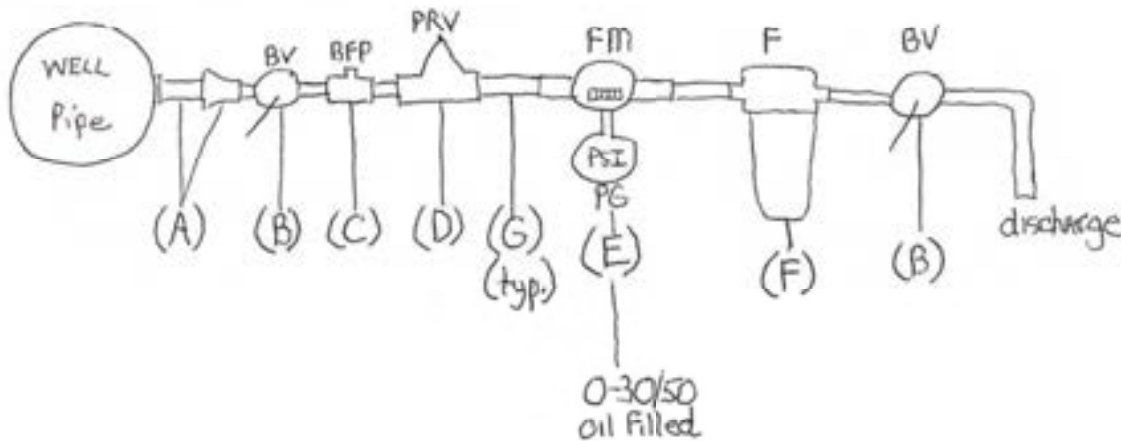 WELL
Pipe
BV
BFP
PRV
FM
F
BV
PSI
PG
(A)
(B)
(C)
(D)
(G)
(typ.)
(E)
(F)
(B)
discharge
0-30/50
oil Filled